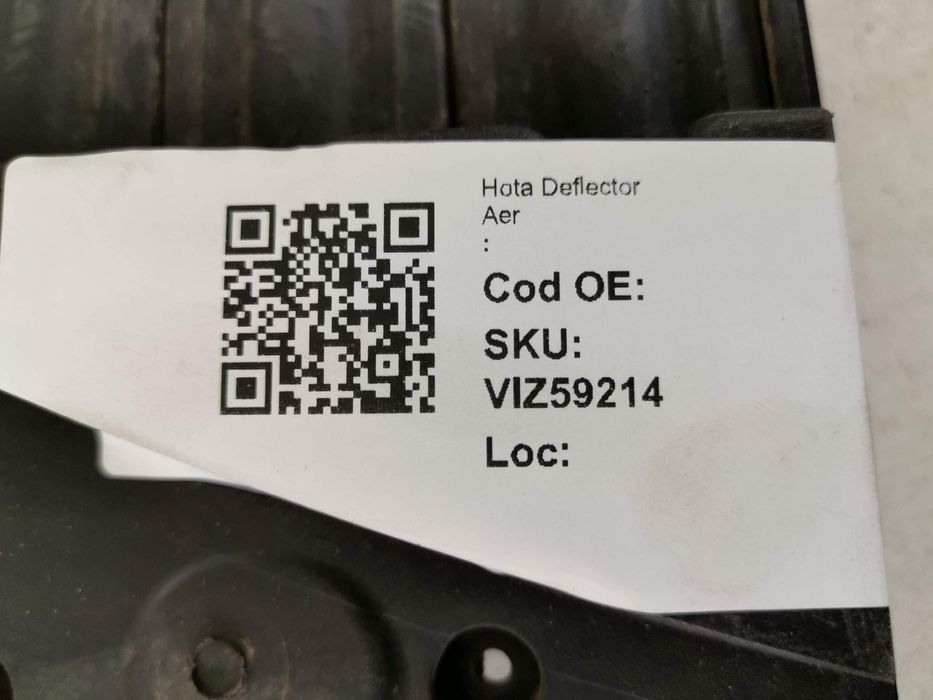 Hota Deflector
Aer
:
Cod OE:
SKU:
VIZ59214
Loc: